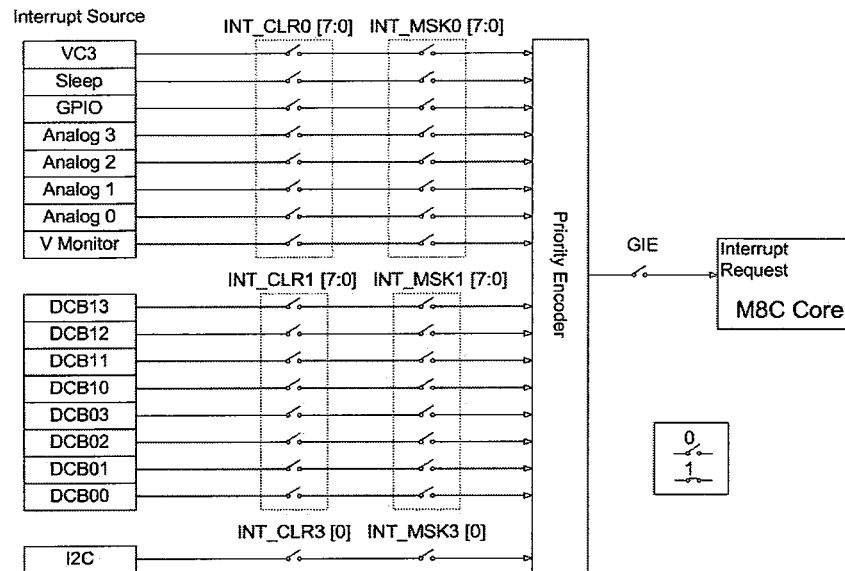 Interrupt Source
INT_CLR0 [7:0] INT_MSK0 [7:0]
VC3
Sleep
GPIO
Analog 3
Analog 2
Analog 1
Analog 0
V Monitor
INT_CLR1 [7:0] INT_MSK1 [7:0]
DCB13
DCB12
DCB11
DCB10
DCB03
DCB02
DCB01
DCB00
INT_CLR3 [0] INT_MSK3 [0]
I2C
Priority Encoder
GIE
Interrupt
Request
M8C Core
0
1